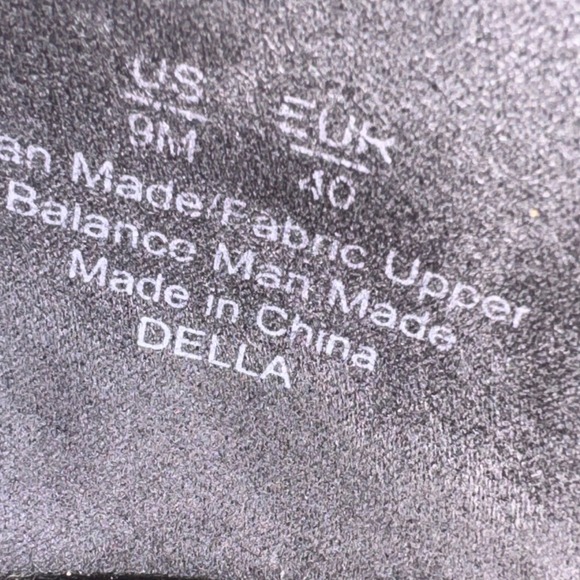 US EUR
9M 40
an Made/Fabric Upper
Balance Man Made
Made in China
DELLA